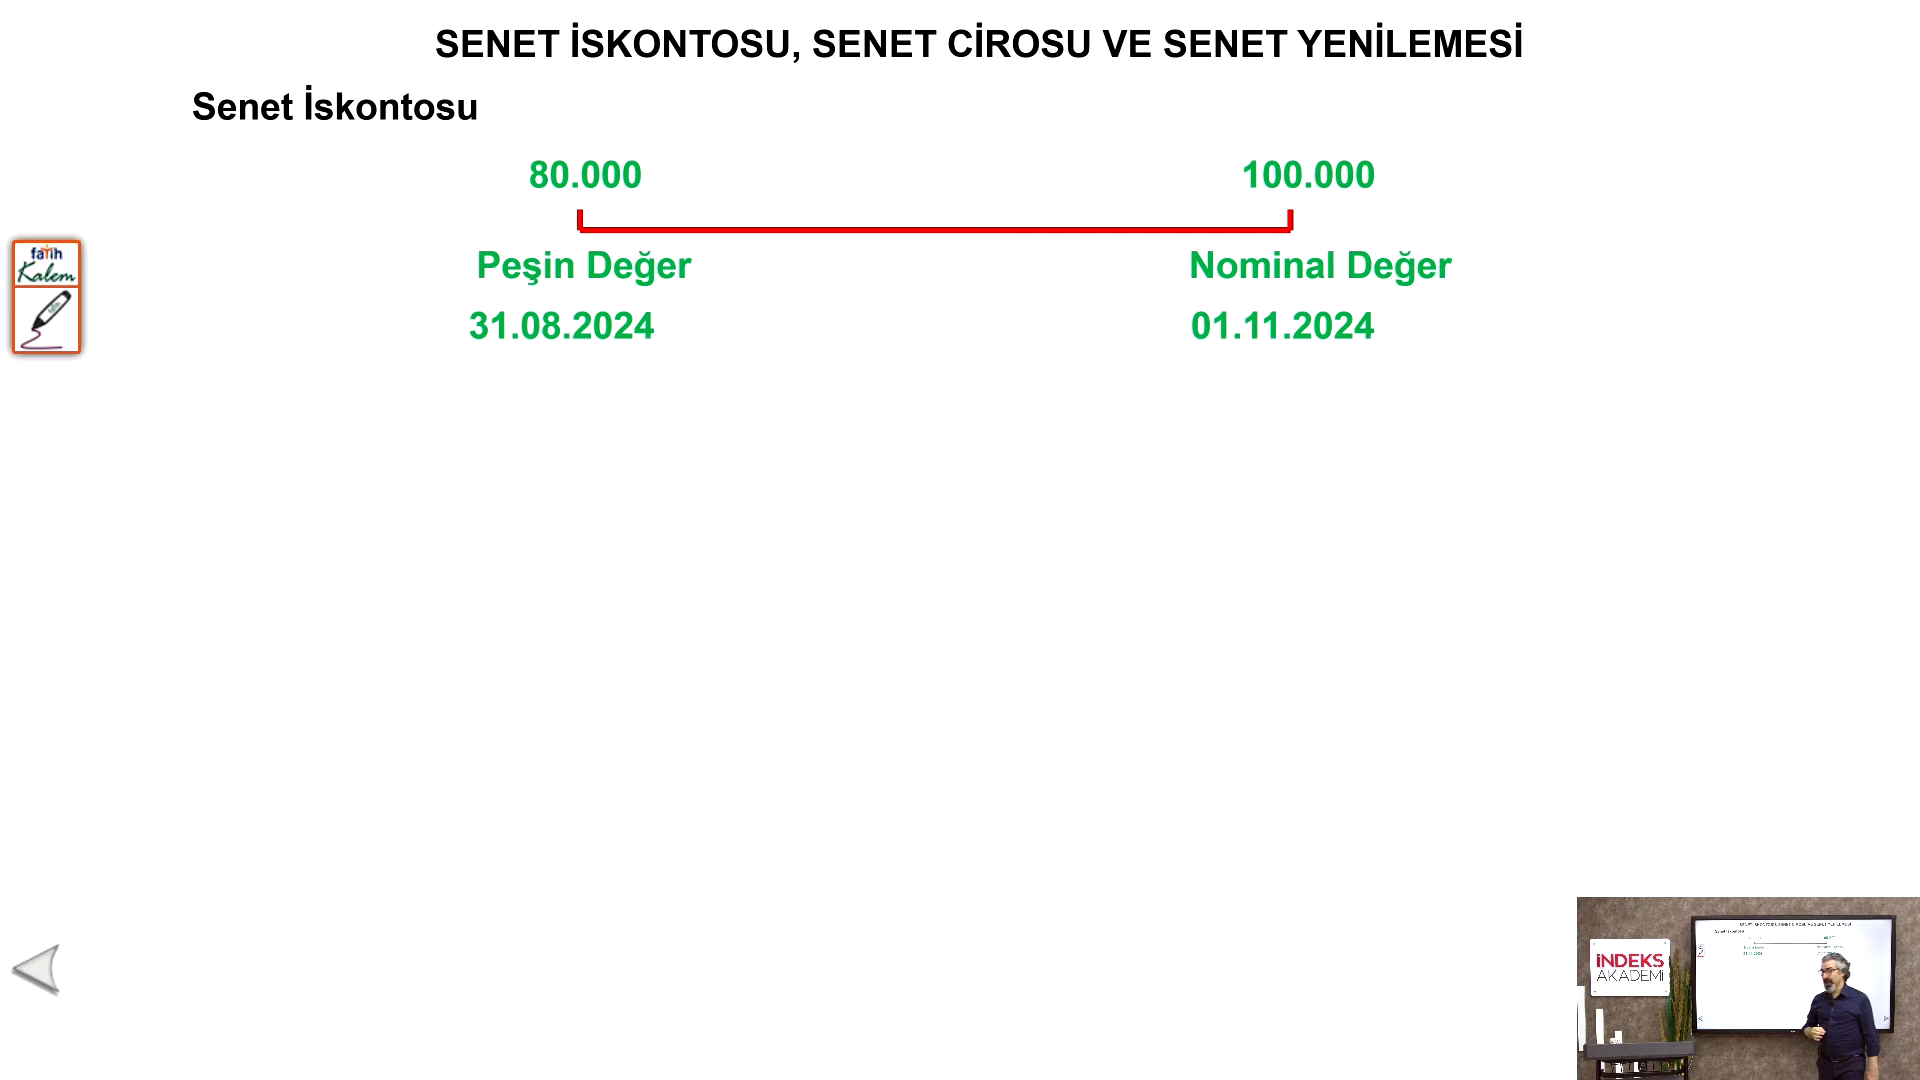 SENET İSKONTOSU, SENET CİROSU VE SENET YENİLEMESİ
Senet İskontosu
80.000 100.000
Peşin Değer Nominal Değer
31.08.2024 01.11.2024
fatih
Kalem
İNDEKS
AKADEMİ